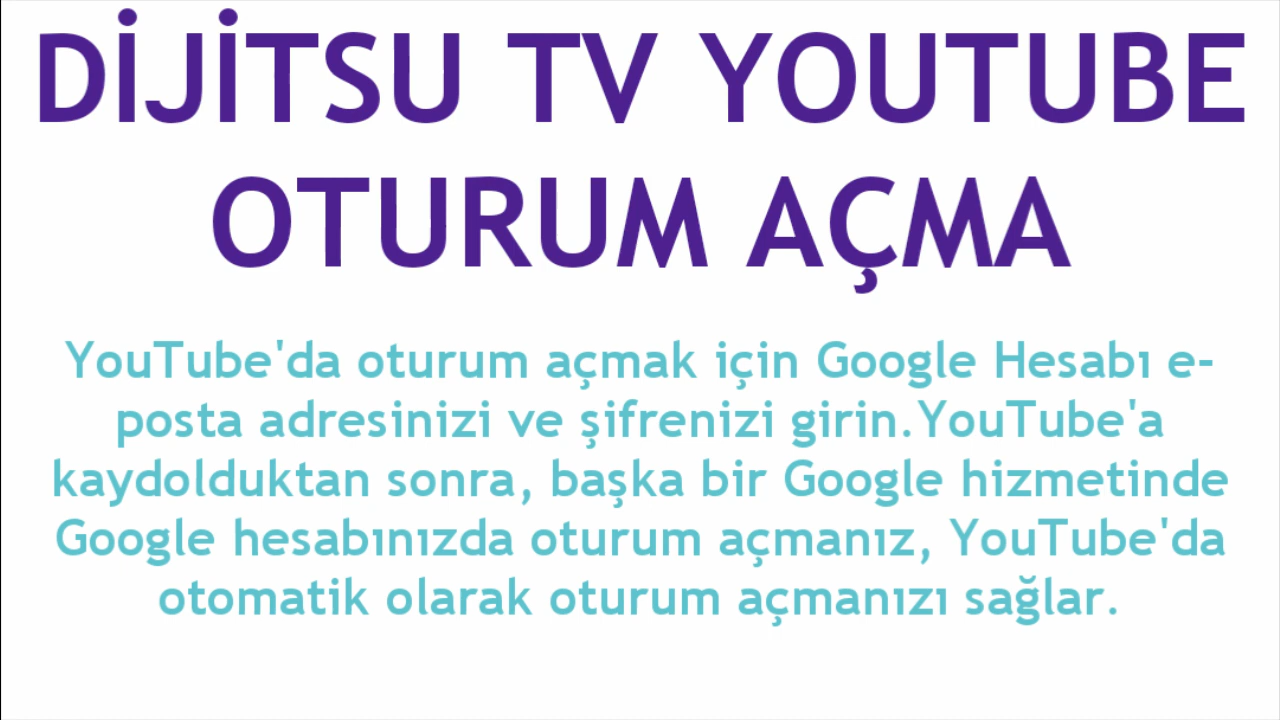 DİJİTSU TV YOUTUBE
OTURUM AÇMA
YouTube'da oturum açmak için Google Hesabı e-
posta adresinizi ve şifrenizi girin.YouTube'a
kaydolduktan sonra, başka bir Google hizmetinde
Google hesabınızda oturum açmanız, YouTube'da
otomatik olarak oturum açmanızı sağlar.